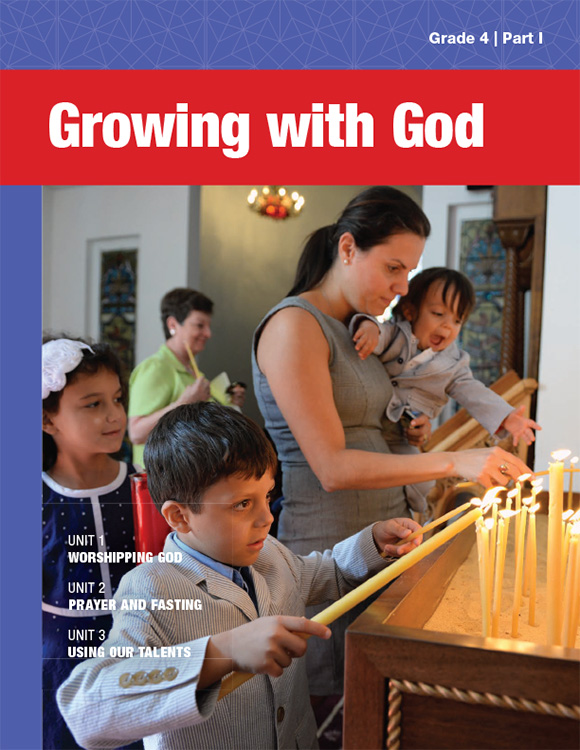 Grade 4 | Part I
Growing with God
UNIT 1
WORSHIPPING GOD
UNIT 2
PRAYER AND FASTING
UNIT 3
USING OUR TALENTS